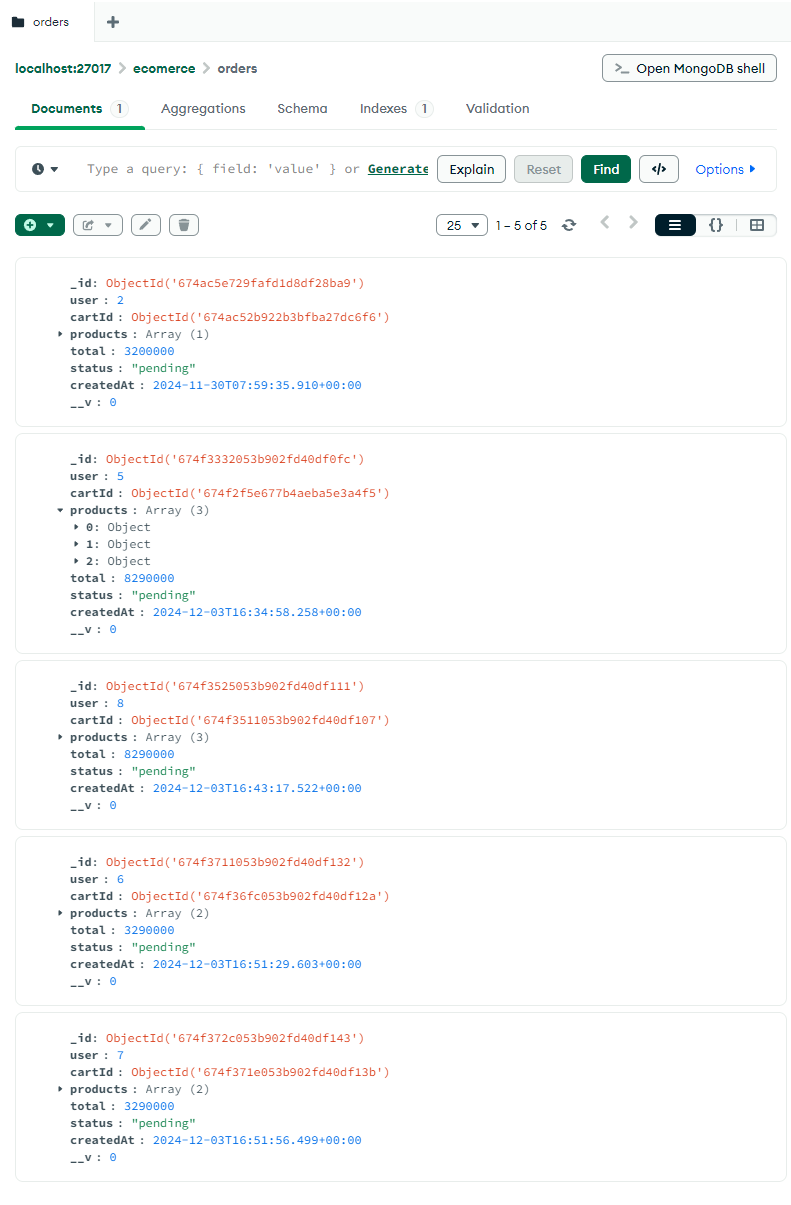 orders
localhost:27017 ecomerce orders
Open MongoDB shell
Documents 1 Aggregations Schema Indexes 1 Validation
Type a query: { field: 'value' } or Generate Explain Reset Find </> Options
25 1 – 5 of 5 {}
_id: ObjectId('674ac5e729fafd1d8df28ba9')
user : 2
cartId : ObjectId('674ac52b922b3bfba27dc6f6')
products : Array (1)
total : 3200000
status : "pending"
createdAt : 2024-11-30T07:59:35.910+00:00
__v : 0
_id: ObjectId('674f3332053b902fd40df0fc')
user : 5
cartId : ObjectId('674f2f5e677b4aeba5e3a4f5')
products : Array (3)
0: Object
1: Object
2: Object
total : 8290000
status : "pending"
createdAt : 2024-12-03T16:34:58.258+00:00
__v : 0
_id: ObjectId('674f3525053b902fd40df111')
user : 8
cartId : ObjectId('674f3511053b902fd40df107')
products : Array (3)
total : 8290000
status : "pending"
createdAt : 2024-12-03T16:43:17.522+00:00
__v : 0
_id: ObjectId('674f3711053b902fd40df132')
user : 6
cartId : ObjectId('674f36fc053b902fd40df12a')
products : Array (2)
total : 3290000
status : "pending"
createdAt : 2024-12-03T16:51:29.603+00:00
__v : 0
_id: ObjectId('674f372c053b902fd40df143')
user : 7
cartId : ObjectId('674f371e053b902fd40df13b')
products : Array (2)
total : 3290000
status : "pending"
createdAt : 2024-12-03T16:51:56.499+00:00
__v : 0